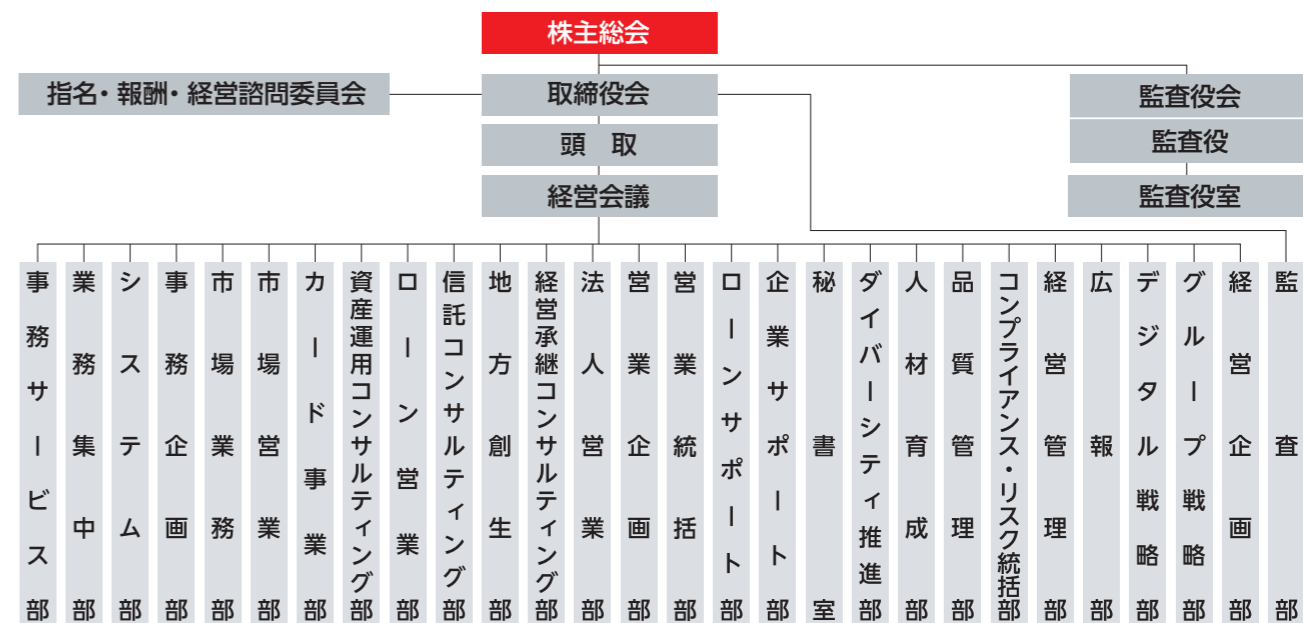 株主総会
指名・報酬・経営諮問委員会
取締役会
監査役会
頭　取
監査役
経営会議
監査役室
監査部
経営企画部
グループ戦略部
デジタル戦略部
広報部
経営管理部
コンプライアンス・リスク統括部
品質管理部
人材育成部
ダイバーシティ推進部
秘書室
企業サポート部
ローンサポート部
営業統括部
営業企画部
法人営業部
経営承継コンサルティング部
地方創生部
信託コンサルティング部
ローン営業部
資産運用コンサルティング部
カード事業部
市場営業部
市場業務部
事務企画部
システム部
業務集中部
事務サービス部